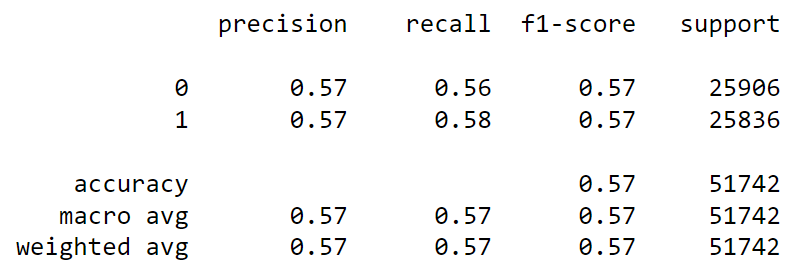 precision recall f1-score support
0 0.57 0.56 0.57 25906
1 0.57 0.58 0.57 25836
accuracy 0.57 51742
macro avg 0.57 0.57 0.57 51742
weighted avg 0.57 0.57 0.57 51742